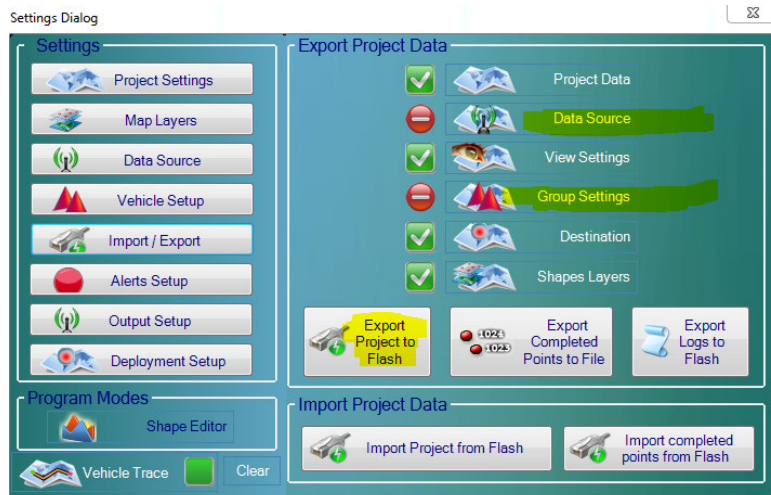 Settings Dialog
Settings
Project Settings
Map Layers
Data Source
Vehicle Setup
Import / Export
Alerts Setup
Output Setup
Deployment Setup
Program Modes
Shape Editor
Vehicle Trace
Clear
Export Project Data
Project Data
Data Source
View Settings
Group Settings
Destination
Shapes Layers
Export
Project to
Flash
1024
1023
Export
Completed
Points to File
Export
Logs to
Flash
Import Project Data
Import Project from Flash
Import completed
points from Flash